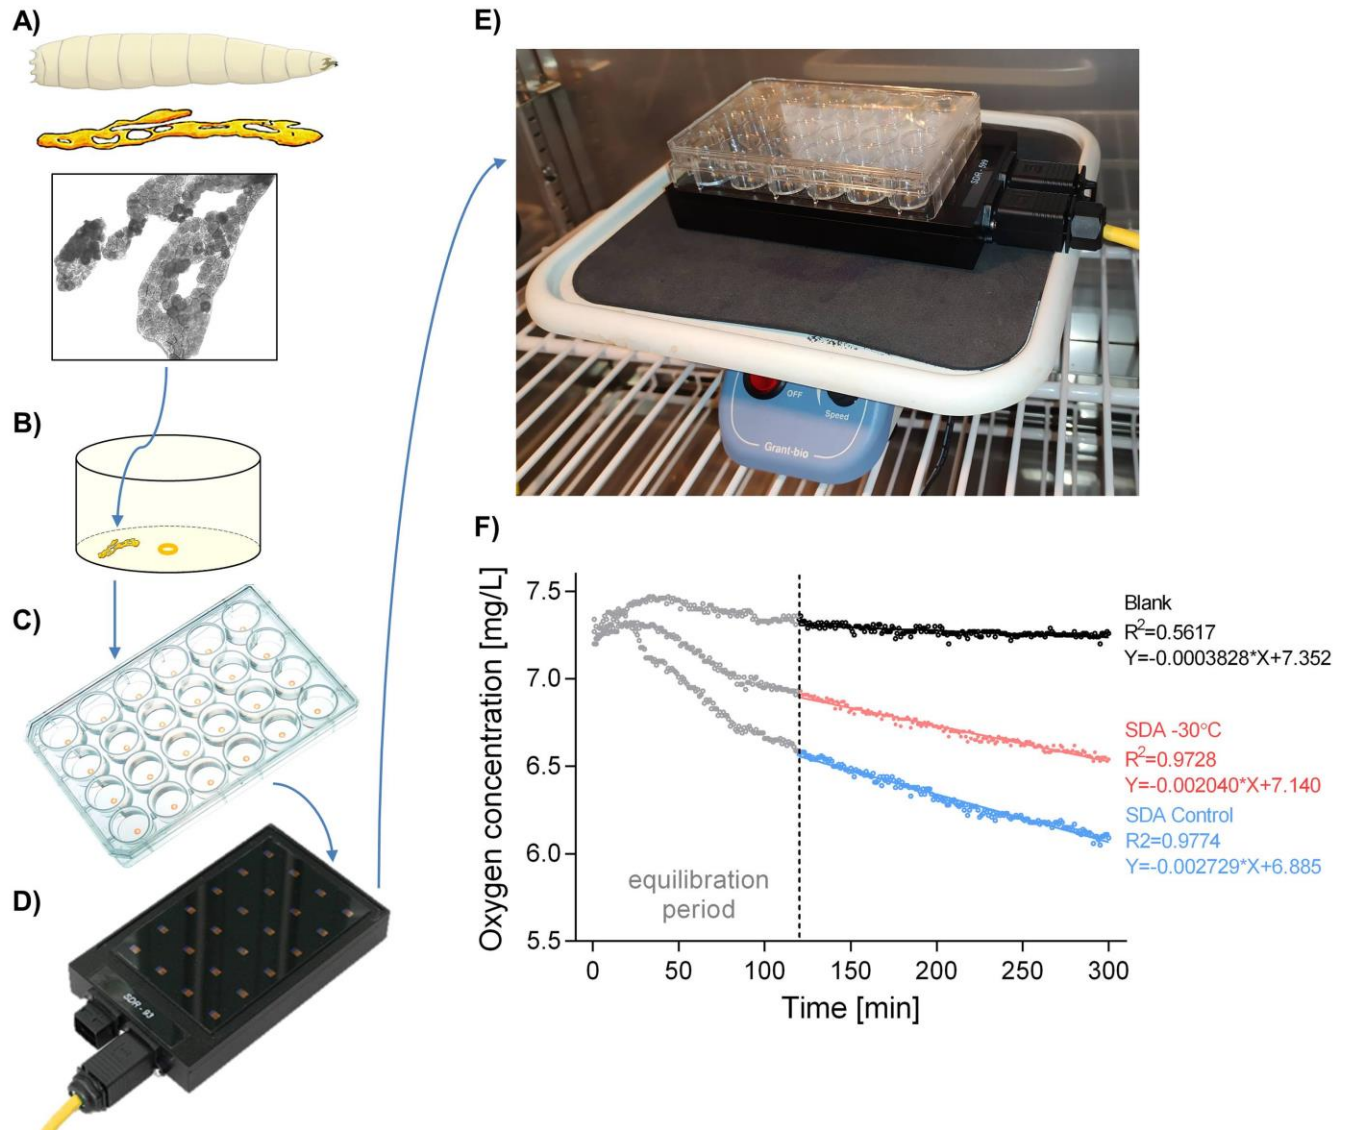 A)
B)
C)
D)
SDR - 93
E)
SDR - 599
OFF
Speed
Grant-bio
F)
Oxygen concentration [mg/L]
7.5
7.0
6.5
6.0
5.5
0
50
100
150
200
250
300
Time [min]
equilibration
period
Blank
R²=0.5617
Y=-0.0003828*X+7.352
SDA -30°C
R²=0.9728
Y=-0.002040*X+7.140
SDA Control
R2=0.9774
Y=-0.002729*X+6.885